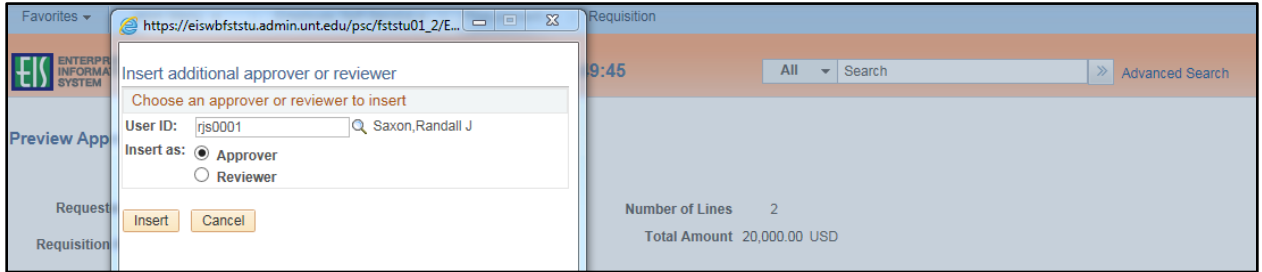 Favorites
https://eiswbfststu.admin.unt.edu/psc/fststu01_2/E...
Requisition
ENTERPR
EIS INFORMA
SYSTEM
9:45
All Search Advanced Search
Insert additional approver or reviewer
Choose an approver or reviewer to insert
User ID: rjs0001 Saxon,Randall J
Preview App
Insert as: Approver
Reviewer
Request
Number of Lines 2
Insert Cancel
Requisition
Total Amount 20,000.00 USD